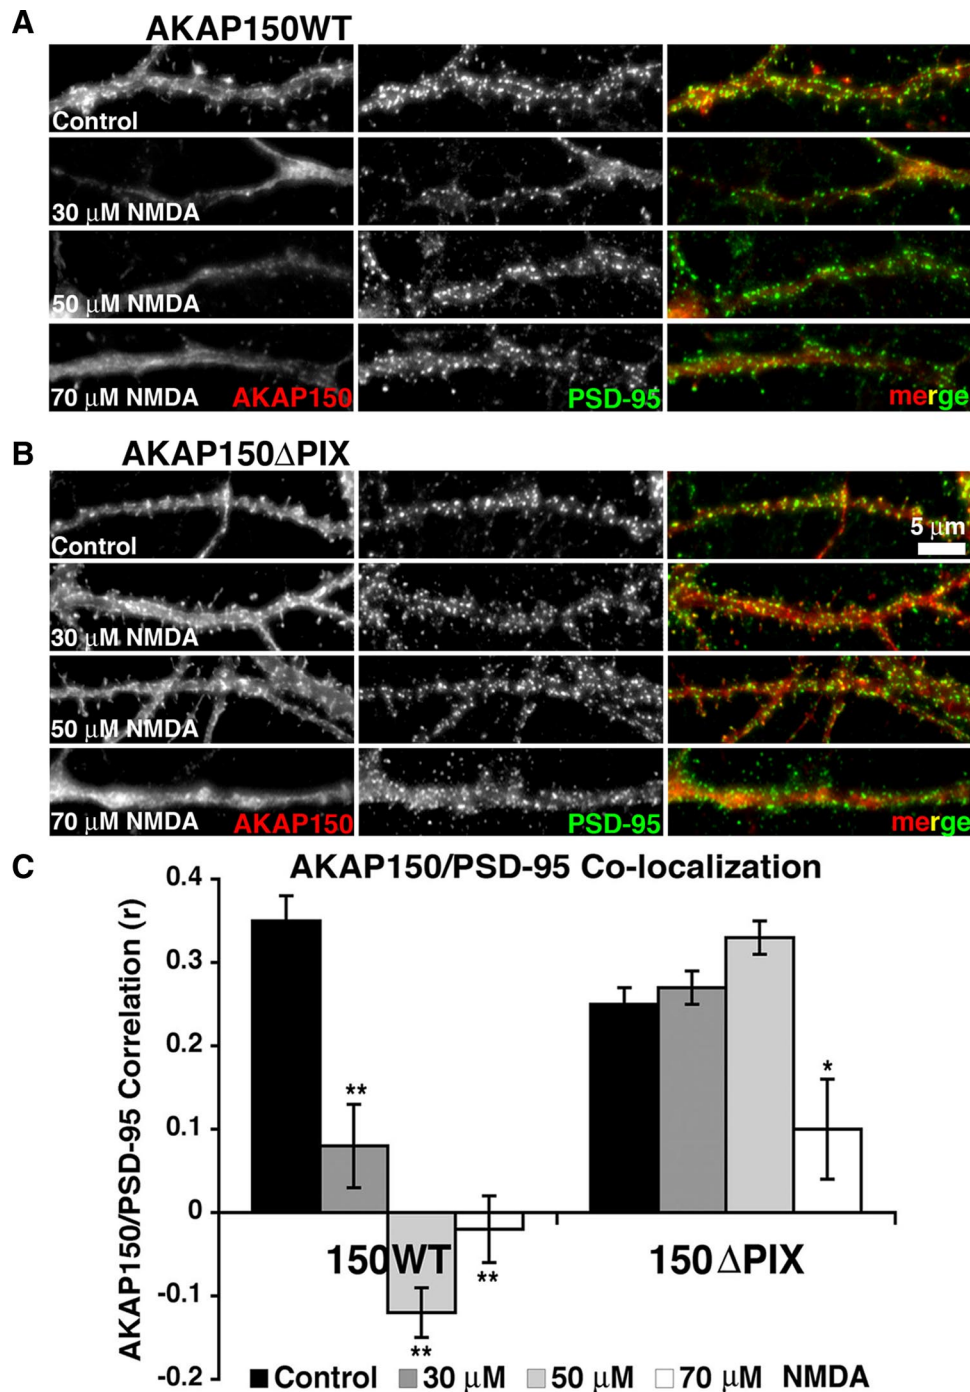 A
AKAP150WT
Control
30 μM NMDA
50 μM NMDA
70 μM NMDA
AKAP150
PSD-95
merge
B
AKAP150ΔPIX
Control
5 μm
30 μM NMDA
50 μM NMDA
70 μM NMDA
AKAP150
PSD-95
merge
C
AKAP150/PSD-95 Co-localization
AKAP150/PSD-95 Correlation (r)
0.4
0.3
0.2
0.1
0
-0.1
-0.2
**
**
**
*
150WT
150ΔPIX
Control
30 μM
50 μM
70 μM
NMDA